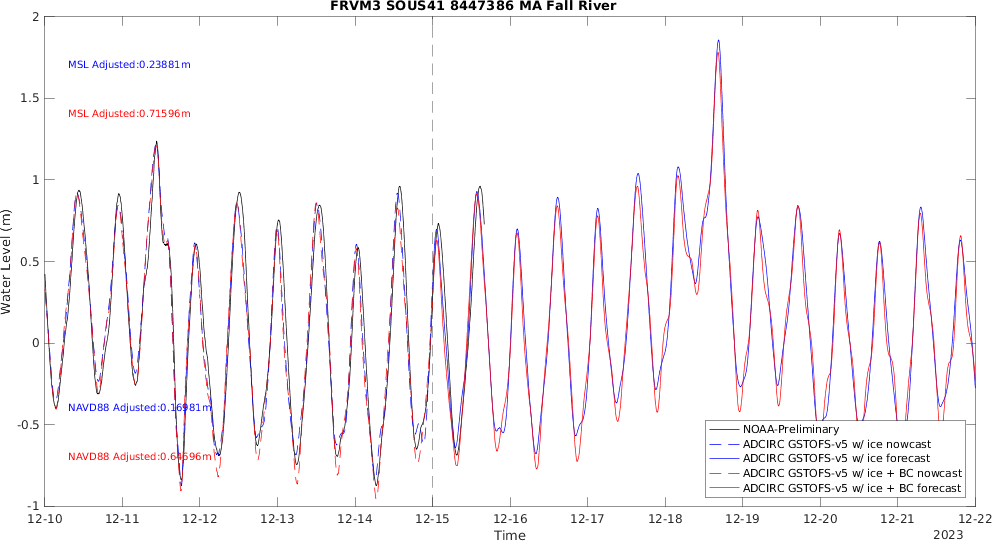 FRVM3 SOUS41 8447386 MA Fall River
2
1.5
1
0.5
0
-0.5
-1
Water Level (m)
MSL Adjusted:0.23881m
MSL Adjusted:0.71596m
NAVD88 Adjusted:0.16981m
NAVD88 Adjusted:0.64696m
NOAA-Preliminary
ADCIRC GSTOFS-v5 w/ ice nowcast
ADCIRC GSTOFS-v5 w/ ice forecast
ADCIRC GSTOFS-v5 w/ ice + BC nowcast
ADCIRC GSTOFS-v5 w/ ice + BC forecast
12-10 12-11 12-12 12-13 12-14 12-15 12-16 12-17 12-18 12-19 12-20 12-21 12-22
Time
2023